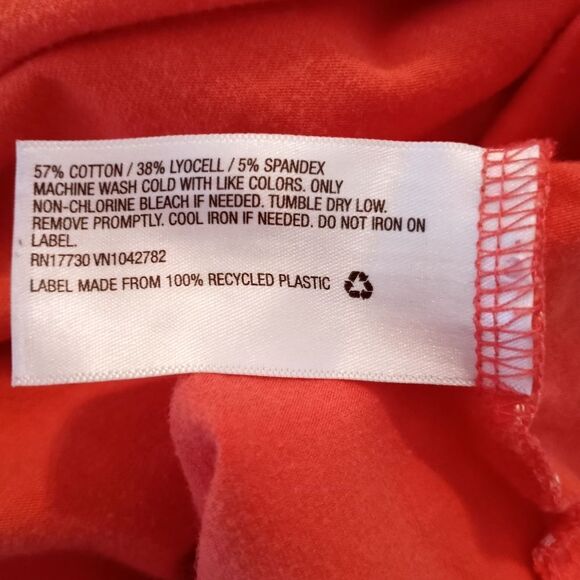 57% COTTON / 38% LYOCELL / 5% SPANDEX
MACHINE WASH COLD WITH LIKE COLORS. ONLY
NON-CHLORINE BLEACH IF NEEDED. TUMBLE DRY LOW.
REMOVE PROMPTLY. COOL IRON IF NEEDED. DO NOT IRON ON
LABEL.
RN17730 VN1042782
LABEL MADE FROM 100% RECYCLED PLASTIC